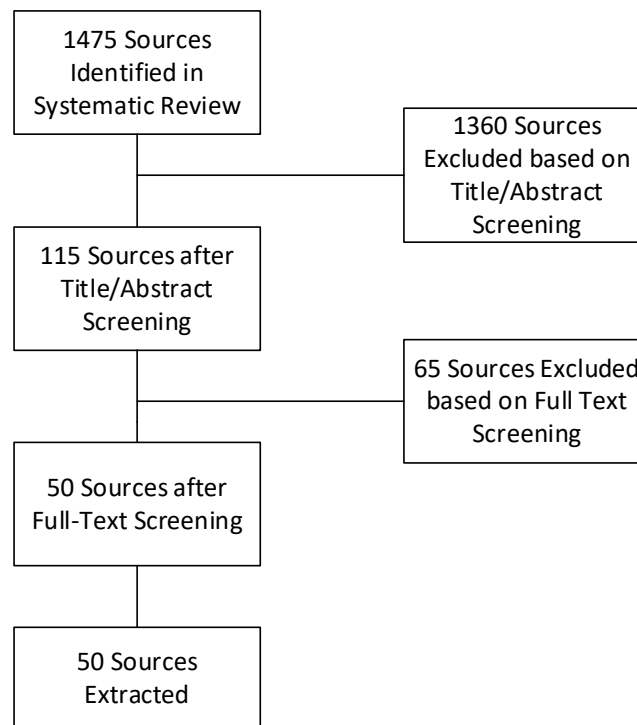 1475 Sources
Identified in
Systematic Review
1360 Sources
Excluded based on
Title/Abstract
Screening
115 Sources after
Title/Abstract
Screening
65 Sources Excluded
based on Full Text
Screening
50 Sources after
Full-Text Screening
50 Sources
Extracted